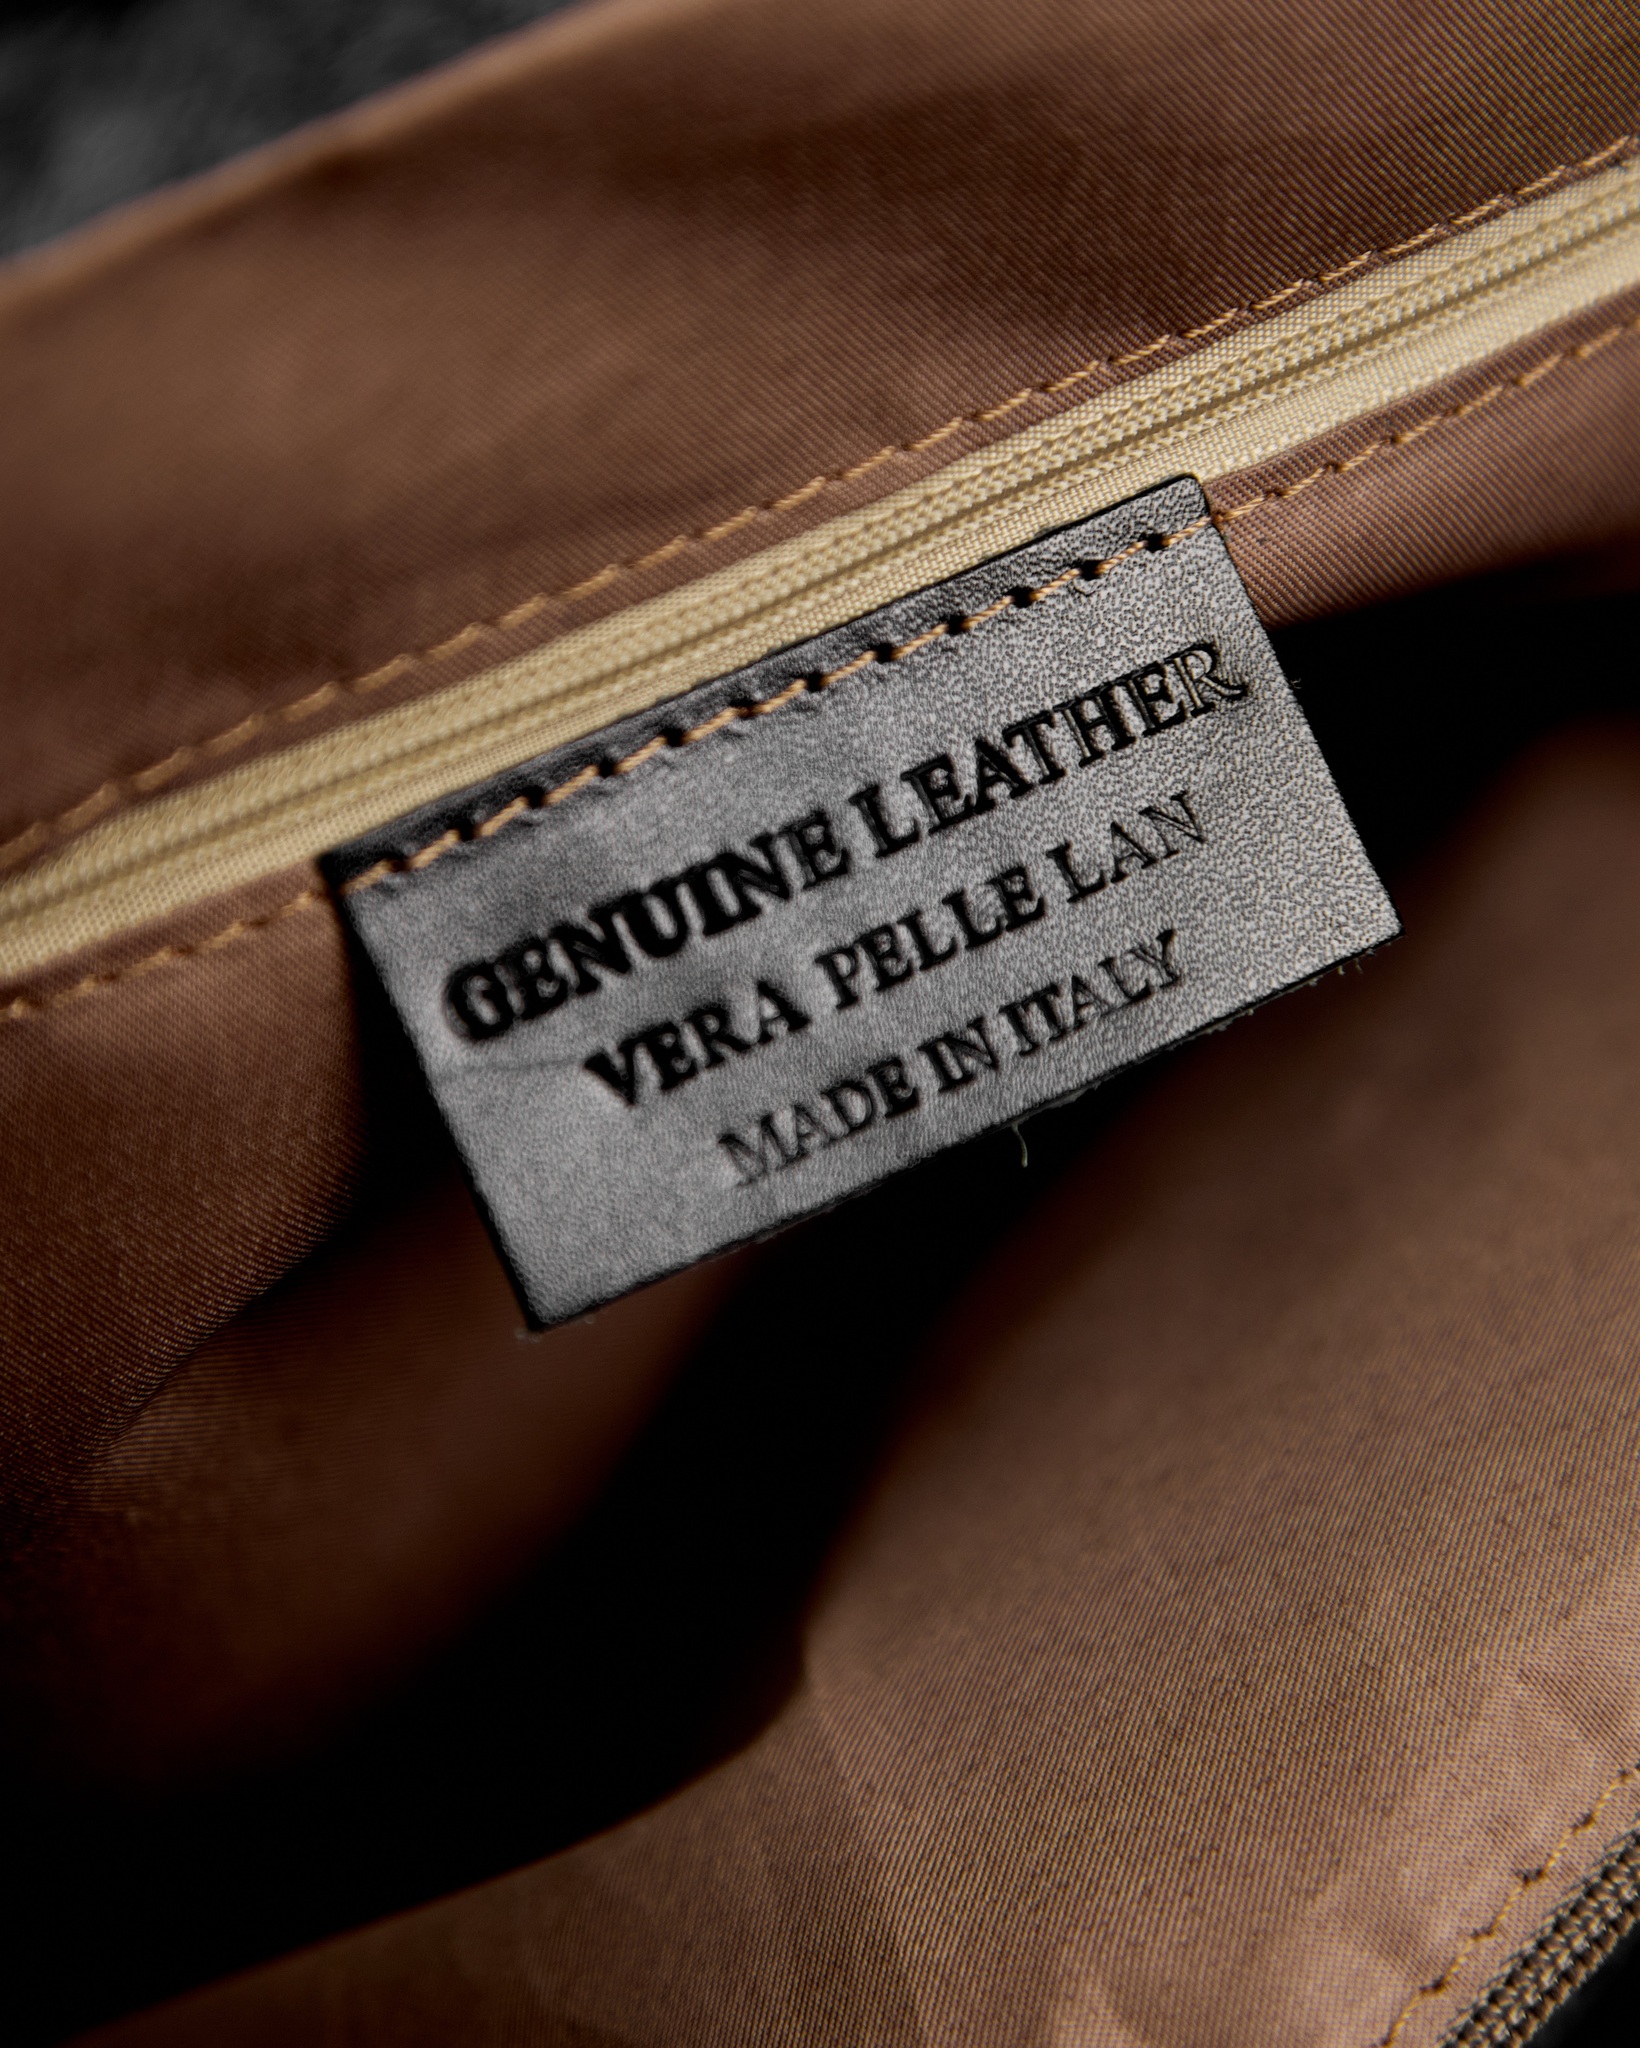 GENUINE LEATHER
VERA PELLE LAN
MADE IN ITALY